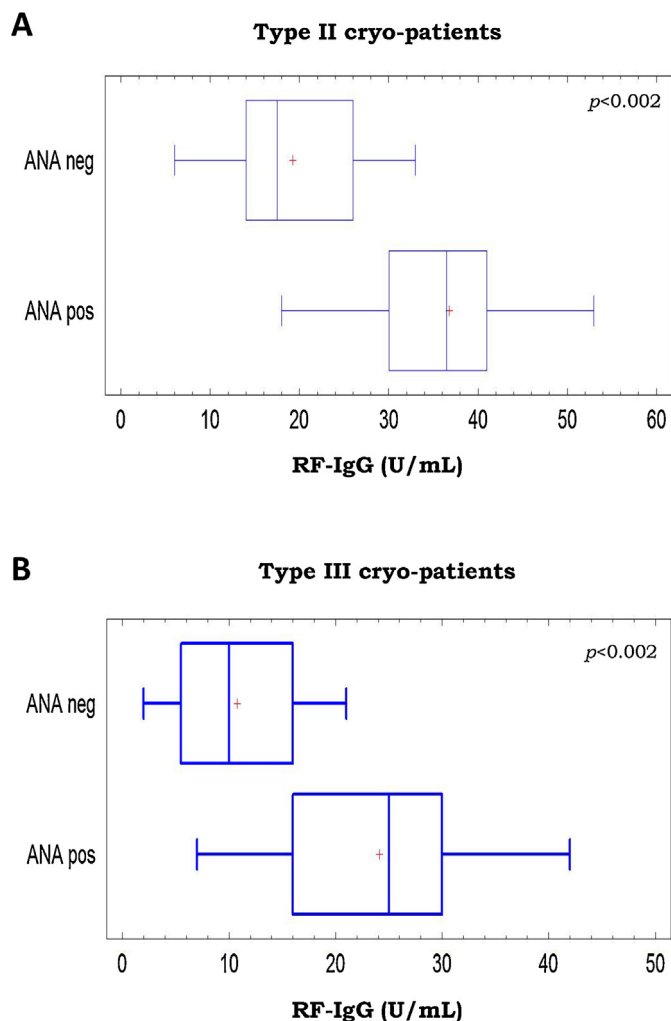 A
Type II cryo-patients
p<0.002
ANA neg
ANA pos
0 10 20 30 40 50 60
RF-IgG (U/mL)
B
Type III cryo-patients
p<0.002
ANA neg
ANA pos
0 10 20 30 40 50
RF-IgG (U/mL)